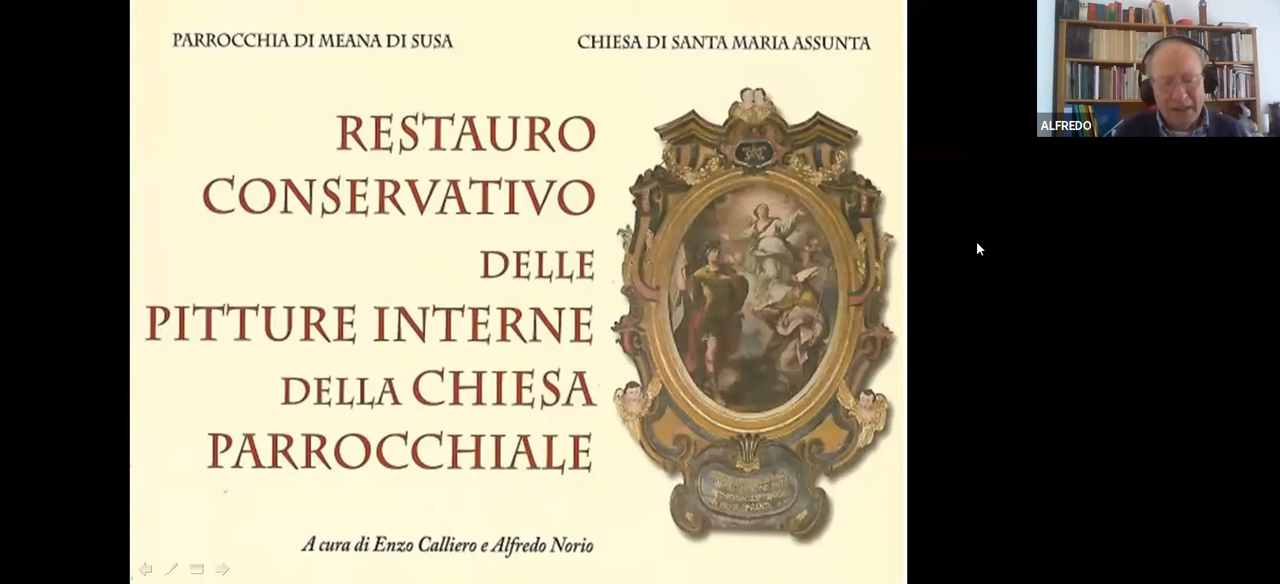 PARROCCHIA DI MEANA DI SUSA
CHIESA DI SANTA MARIA ASSUNTA
RESTAURO
CONSERVATIVO
DELLE
PITTURE INTERNE
DELLA CHIESA
PARROCCHIALE
A cura di Enzo Calliero e Alfredo Norio
ALFREDO